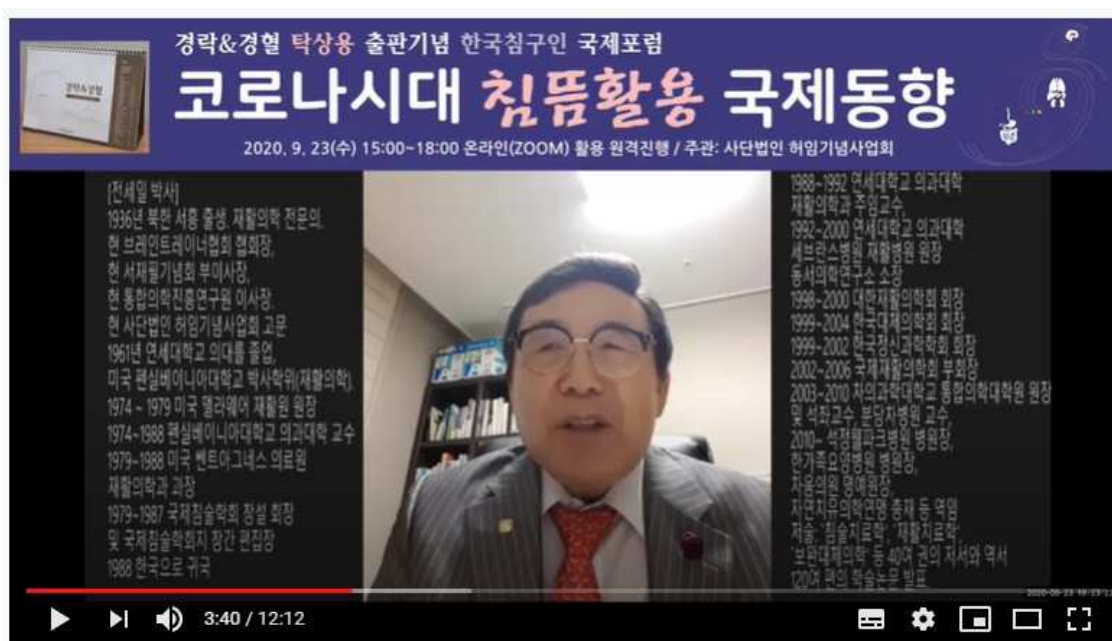 경락&경혈 탁상용 출판기념 한국침구인 국제포럼
코로나시대 침뜸활용 국제동향
2020. 9. 23(수) 15:00~18:00 온라인(ZOOM) 활용 원격진행 / 주관: 사단법인 허임기념사업회
경락&경혈
[전세일 박사]
1936년 북한 서흥 출생. 재활의학 전문의.
현 브레인트레이너협회 협회장,
현 서재필기념회 부이사장,
현 통합의학진흥연구원 이사장.
현 사단법인 허임기념사업회 고문
1961년 연세대학교 의대를 졸업,
미국 펜실베이니아대학교 박사학위(재활의학).
1974 ~ 1979 미국 델라웨어 재활원 원장
1974~1988 펜실베이니아대학교 의과대학 교수
1979~1988 미국 쎈트아그네스 의료원
재활의학과 과장
1979~1987 국제침술학회 창설 회장
및 국제침술학회지 창간 편집장
1988 한국으로 귀국
1988~1992 연세대학교 의과대학
재활의학과 주임교수,
1992~2000 연세대학교 의과대학
세브란스병원 재활병원 원장
동서의학연구소 소장
1998~2000 대한재활의학회 회장
1999~2004 한국대체의학회 회장
1999~2002 한국정신과학학회 회장
2002~2006 국제재활의학회 부회장
2003~2010 차의과학대학교 통합의학대학원 원장
및 석좌교수, 분당차병원 교수,
2010~ 석정웰파크병원 병원장,
한가족요양병원 병원장,
차움의원 명예원장,
자연치유의학연맹 총재 등 역임
저술, '침술치료학', '재활치료학',
'보완대체의학' 등 40여 권의 저서와 역서
120여 편의 학술논문 발표
3:40 / 12:12